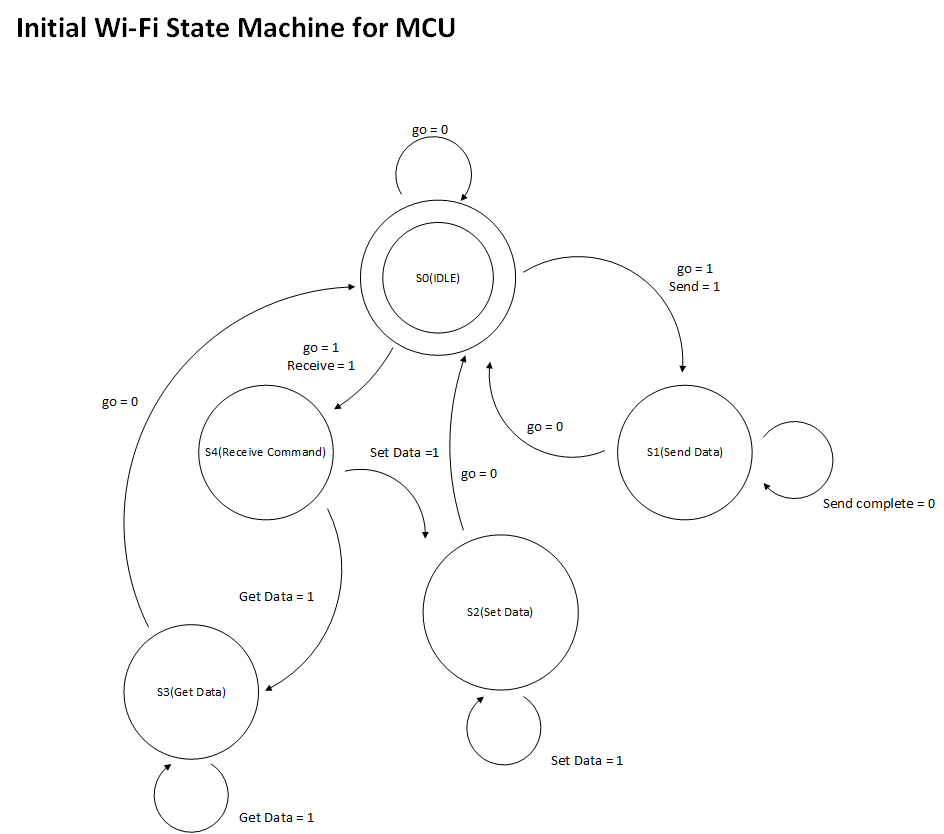 Initial Wi-Fi State Machine for MCU
go = 0
S0(IDLE)
go = 1
Send = 1
go = 1
Receive = 1
go = 0
go = 0
S4(Receive Command)
Set Data =1
S1(Send Data)
go = 0
Send complete = 0
Get Data = 1
S2(Set Data)
S3(Get Data)
Set Data = 1
Get Data = 1